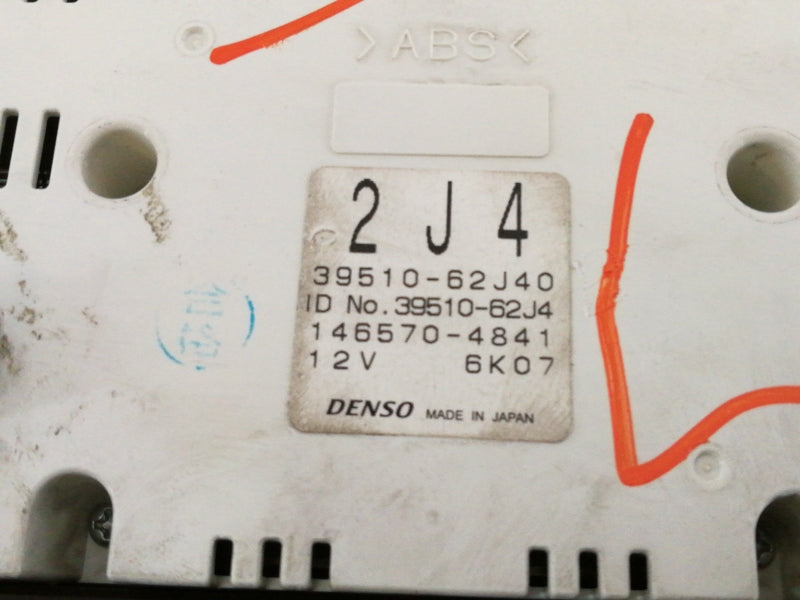 >ABS<
2 J 4
39510-62J40
ID No.39510-62J4
146570-4841
12V 6K07
DENSO MADE IN JAPAN